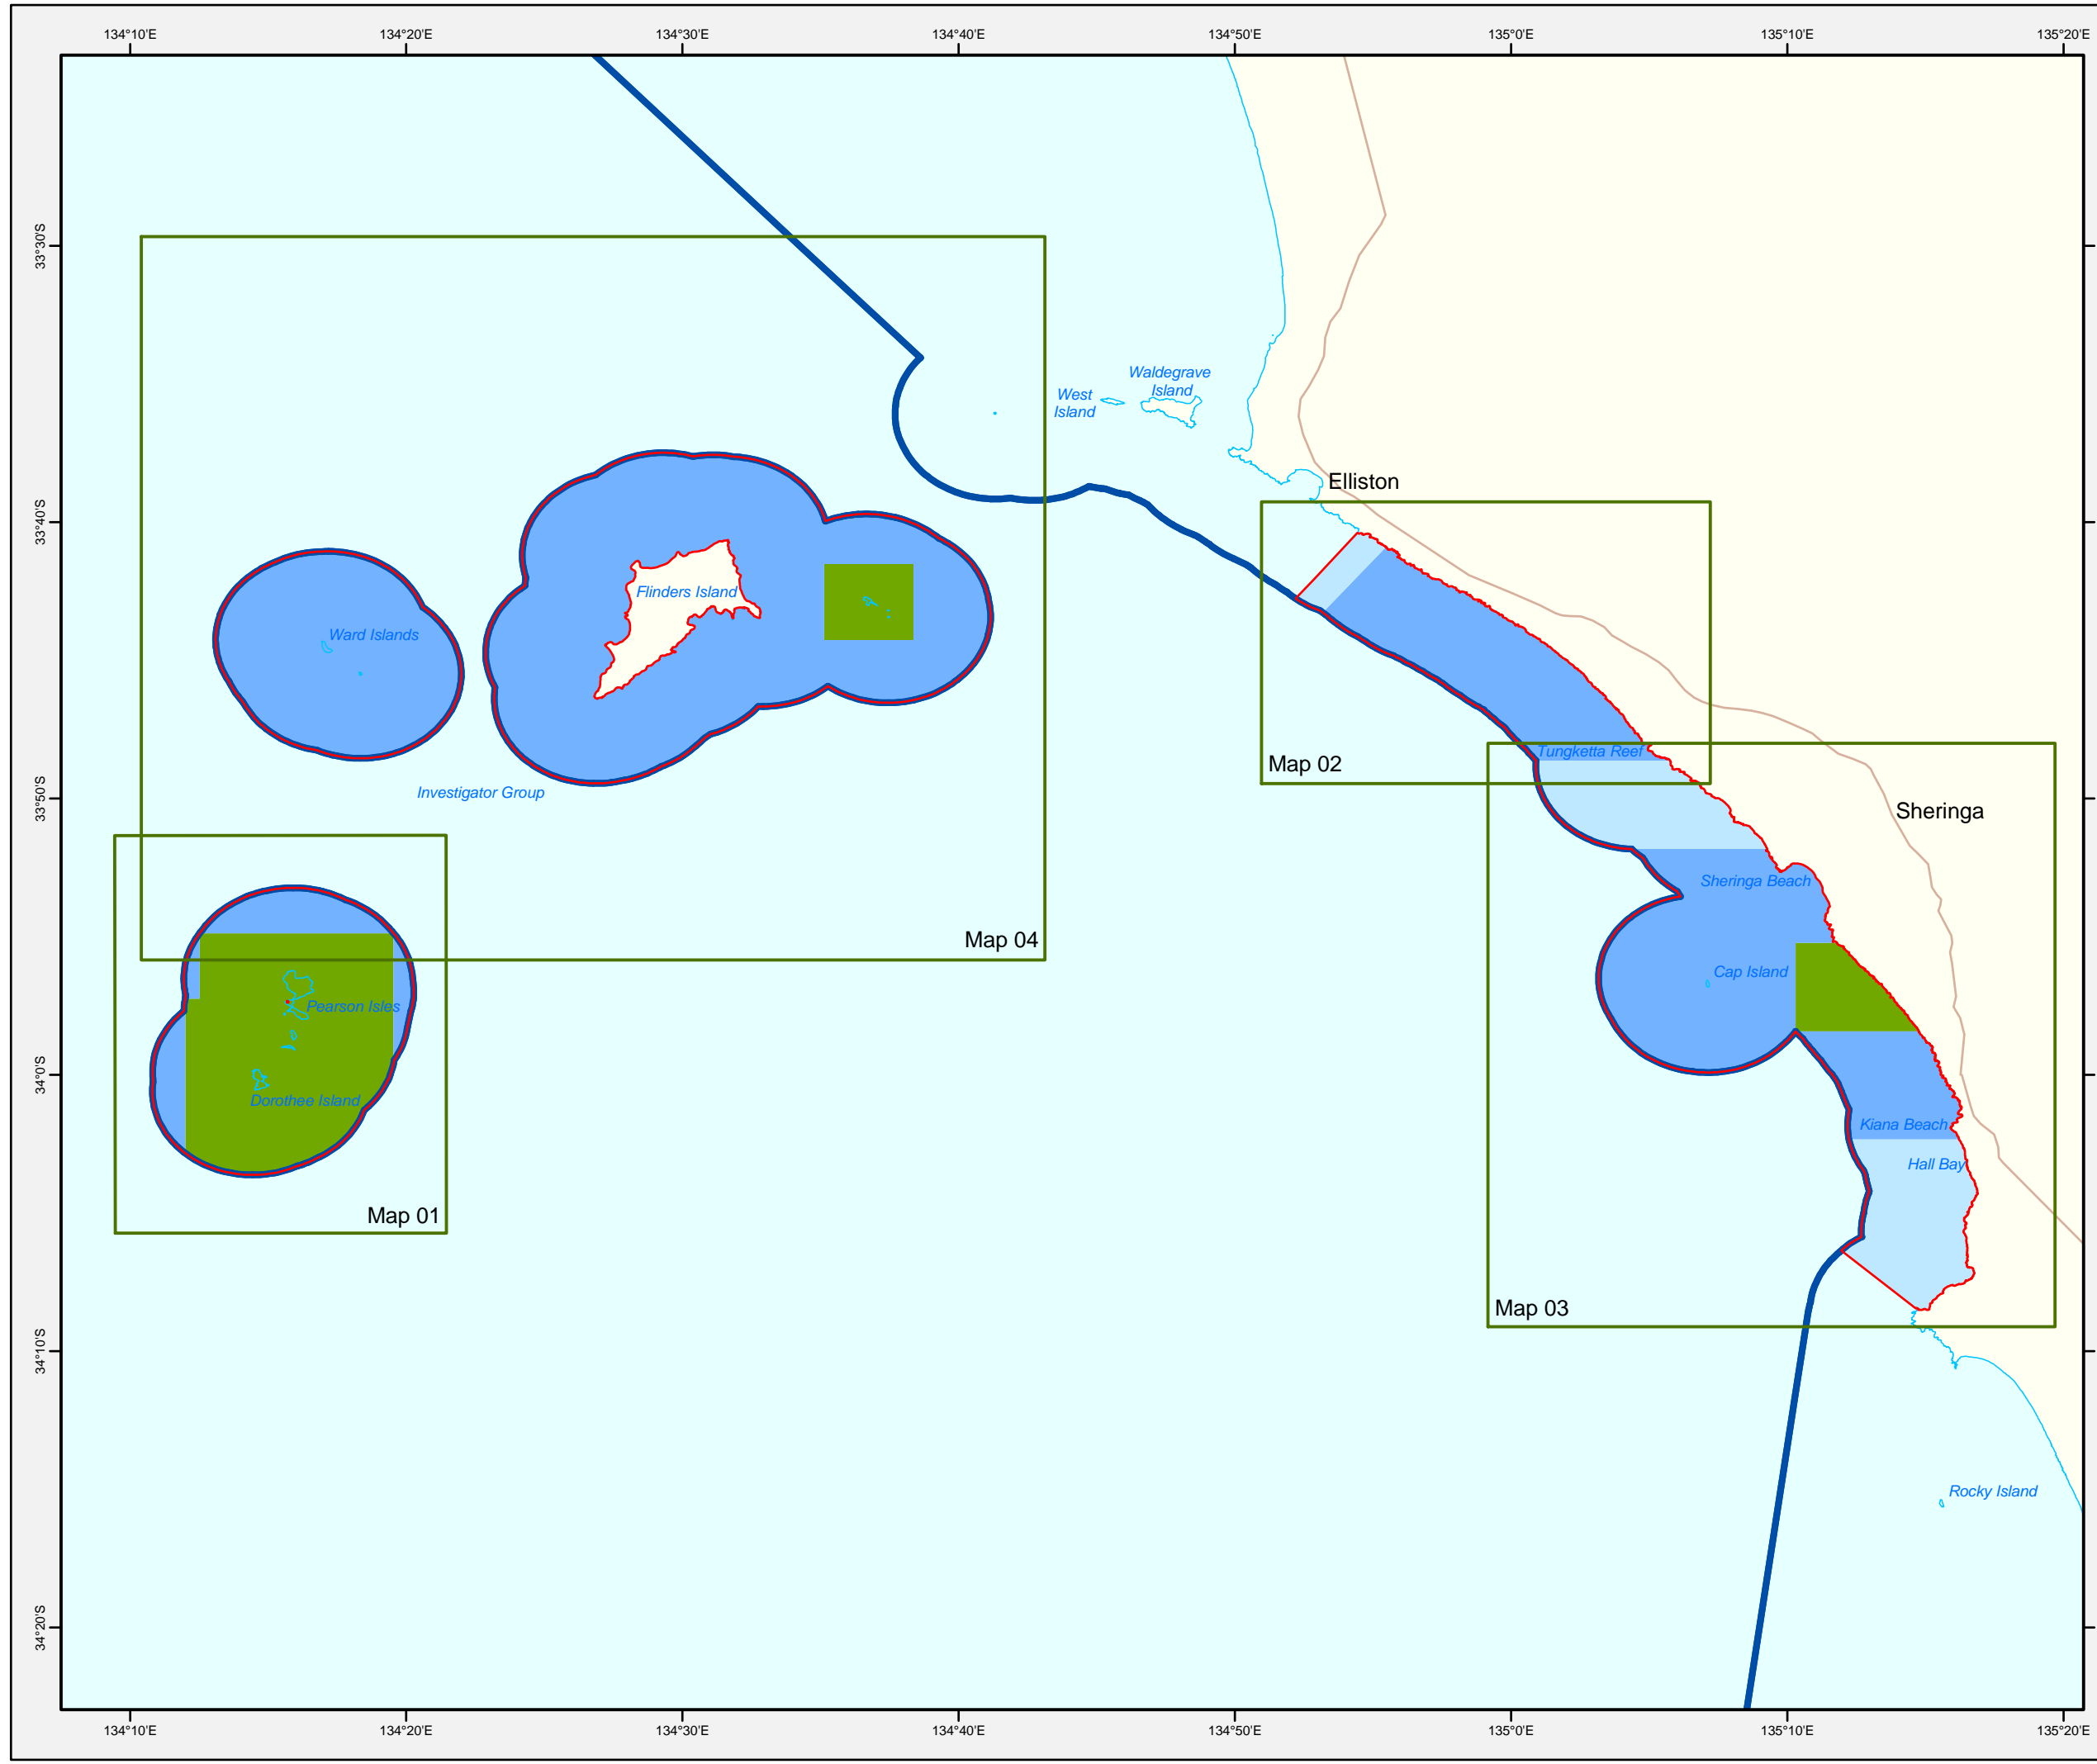 134°10'E
134°20'E
134°30'E
134°40'E
134°50'E
135°0'E
135°10'E
135°20'E
33°30'S
33°40'S
33°50'S
34°0'S
34°10'S
34°20'S
Waldegrave
Island
West
Island
Elliston
Flinders Island
Ward Islands
Tungketta Reef
Map 02
Investigator Group
Sheringa
Sheringa Beach
Map 04
Cap Island
Pearson Isles
Dorothee Island
Kiana Beach
Hall Bay
Map 01
Map 03
Rocky Island
134°10'E
134°20'E
134°30'E
134°40'E
134°50'E
135°0'E
135°10'E
135°20'E